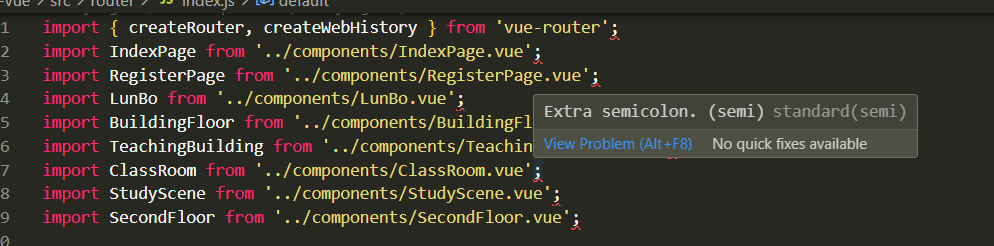 -vue > src > router > index.js > default
1 import { createRouter, createWebHistory } from 'vue-router';
2 import IndexPage from '../components/IndexPage.vue';
3 import RegisterPage from '../components/RegisterPage.vue';
4 import LunBo from '../components/LunBo.vue';
Extra semicolon. (semi) standard(semi)
5 import BuildingFloor from '../components/BuildingFl
View Problem (Alt+F8) No quick fixes available
6 import TeachingBuilding from '../components/Teachin
7 import ClassRoom from '../components/ClassRoom.vue';
8 import StudyScene from '../components/StudyScene.vue';
9 import SecondFloor from '../components/SecondFloor.vue';
0